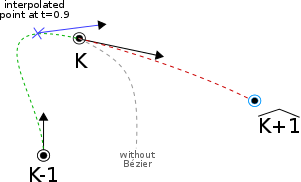 interpolated
point at t=0.9
K
K+1
without
Bézier
K-1